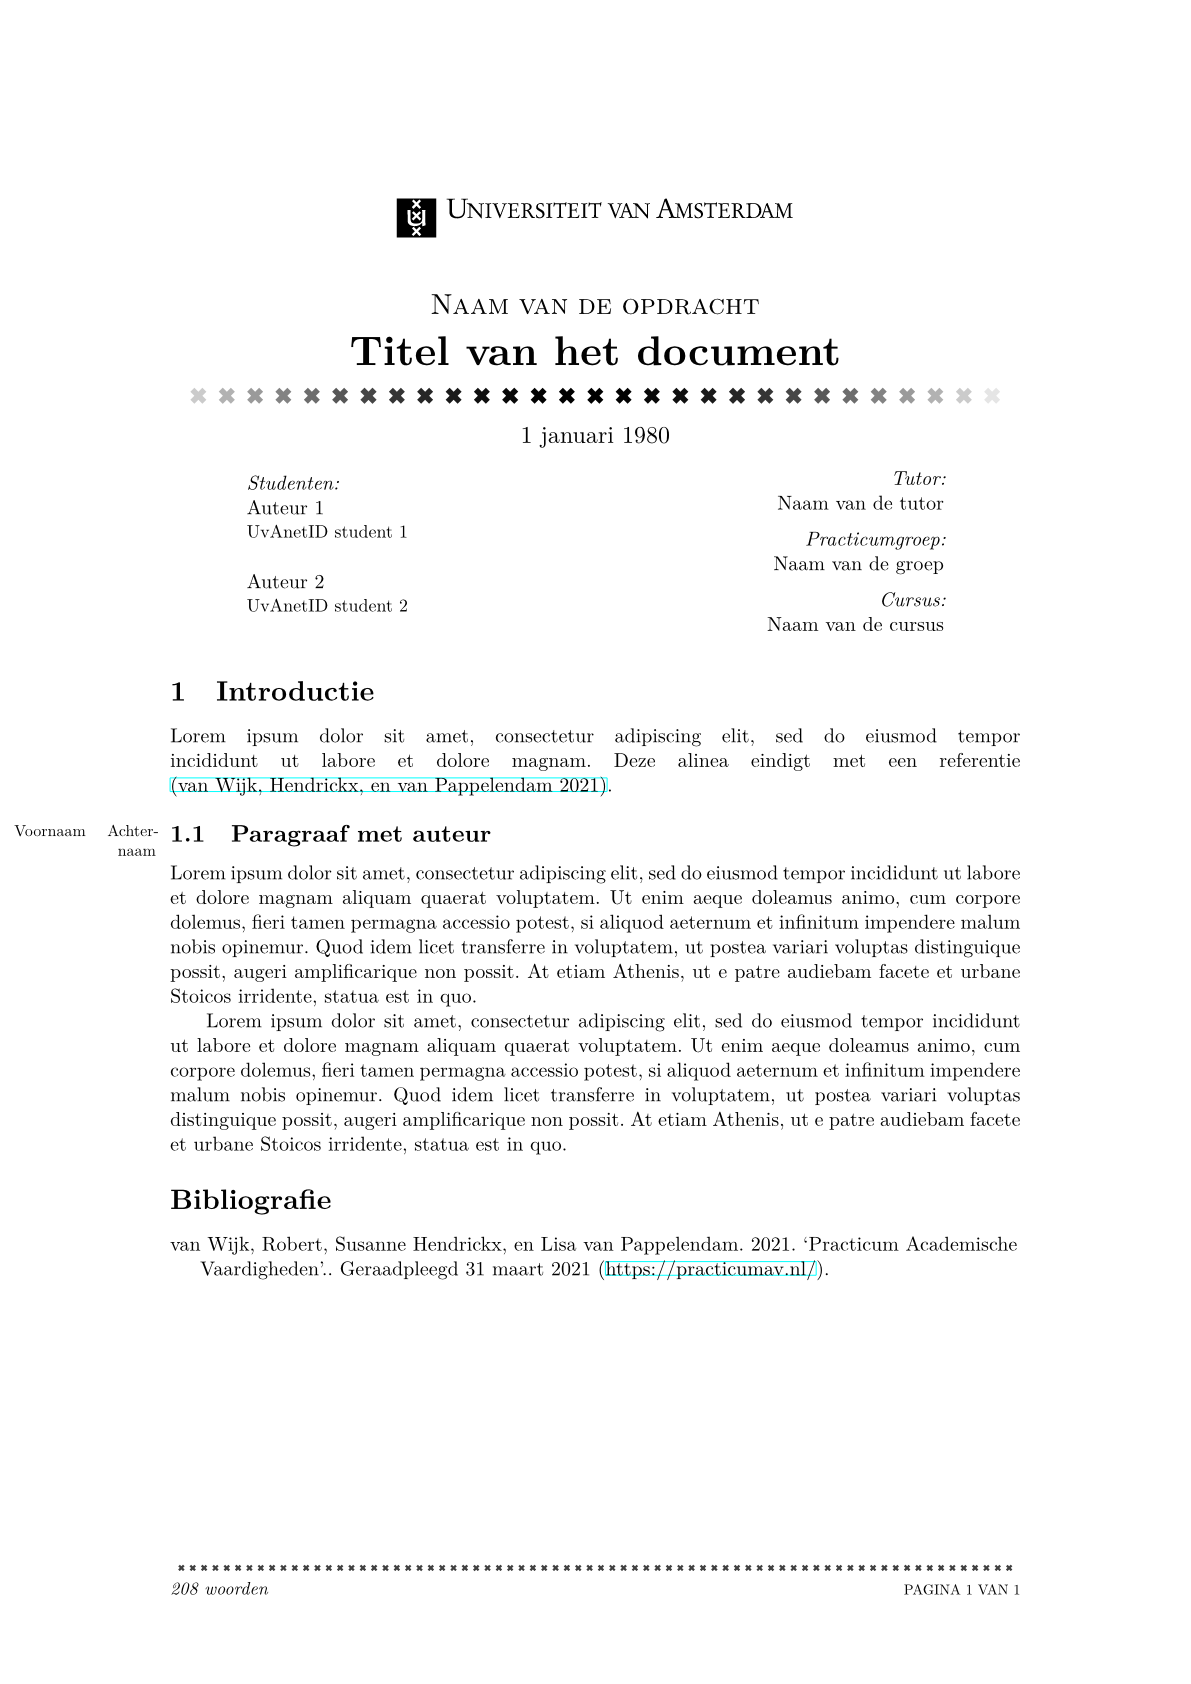 UNIVERSITEIT VAN AMSTERDAM
NAAM VAN DE OPDRACHT
Titel van het document
1 januari 1980
Studenten:
Auteur 1
UvAnetID student 1
Auteur 2
UvAnetID student 2
Tutor:
Naam van de tutor
Practicumgroep:
Naam van de groep
Cursus:
Naam van de cursus
1 Introductie
Lorem ipsum dolor sit amet, consectetur adipiscing elit, sed do eiusmod tempor
incididunt ut labore et dolore magnam. Deze alinea eindigt met een referentie
(van Wijk, Hendrickx, en van Pappelendam 2021).
Voornaam Achter-
naam
1.1 Paragraaf met auteur
Lorem ipsum dolor sit amet, consectetur adipiscing elit, sed do eiusmod tempor incididunt ut labore
et dolore magnam aliquam quaerat voluptatem. Ut enim aeque doleamus animo, cum corpore
dolemus, fieri tamen permagna accessio potest, si aliquod aeternum et infinitum impendere malum
nobis opinemur. Quod idem licet transferre in voluptatem, ut postea variari voluptas distinguique
possit, augeri amplificarique non possit. At etiam Athenis, ut e patre audiebam facete et urbane
Stoicos irridente, statua est in quo.
Lorem ipsum dolor sit amet, consectetur adipiscing elit, sed do eiusmod tempor incididunt
ut labore et dolore magnam aliquam quaerat voluptatem. Ut enim aeque doleamus animo, cum
corpore dolemus, fieri tamen permagna accessio potest, si aliquod aeternum et infinitum impendere
malum nobis opinemur. Quod idem licet transferre in voluptatem, ut postea variari voluptas
distinguique possit, augeri amplificarique non possit. At etiam Athenis, ut e patre audiebam facete
et urbane Stoicos irridente, statua est in quo.
Bibliografie
van Wijk, Robert, Susanne Hendrickx, en Lisa van Pappelendam. 2021. ‘Practicum Academische
Vaardigheden’.. Geraadpleegd 31 maart 2021 (https://practicumav.nl/).
208 woorden
PAGINA 1 VAN 1